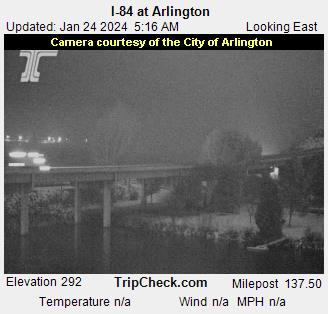 I-84 at Arlington
Updated: Jan 24 2024 5:16 AM Looking East
Camera courtesy of the City of Arlington
Elevation 292 TripCheck.com Milepost 137.50
Temperature n/a Wind n/a MPH n/a